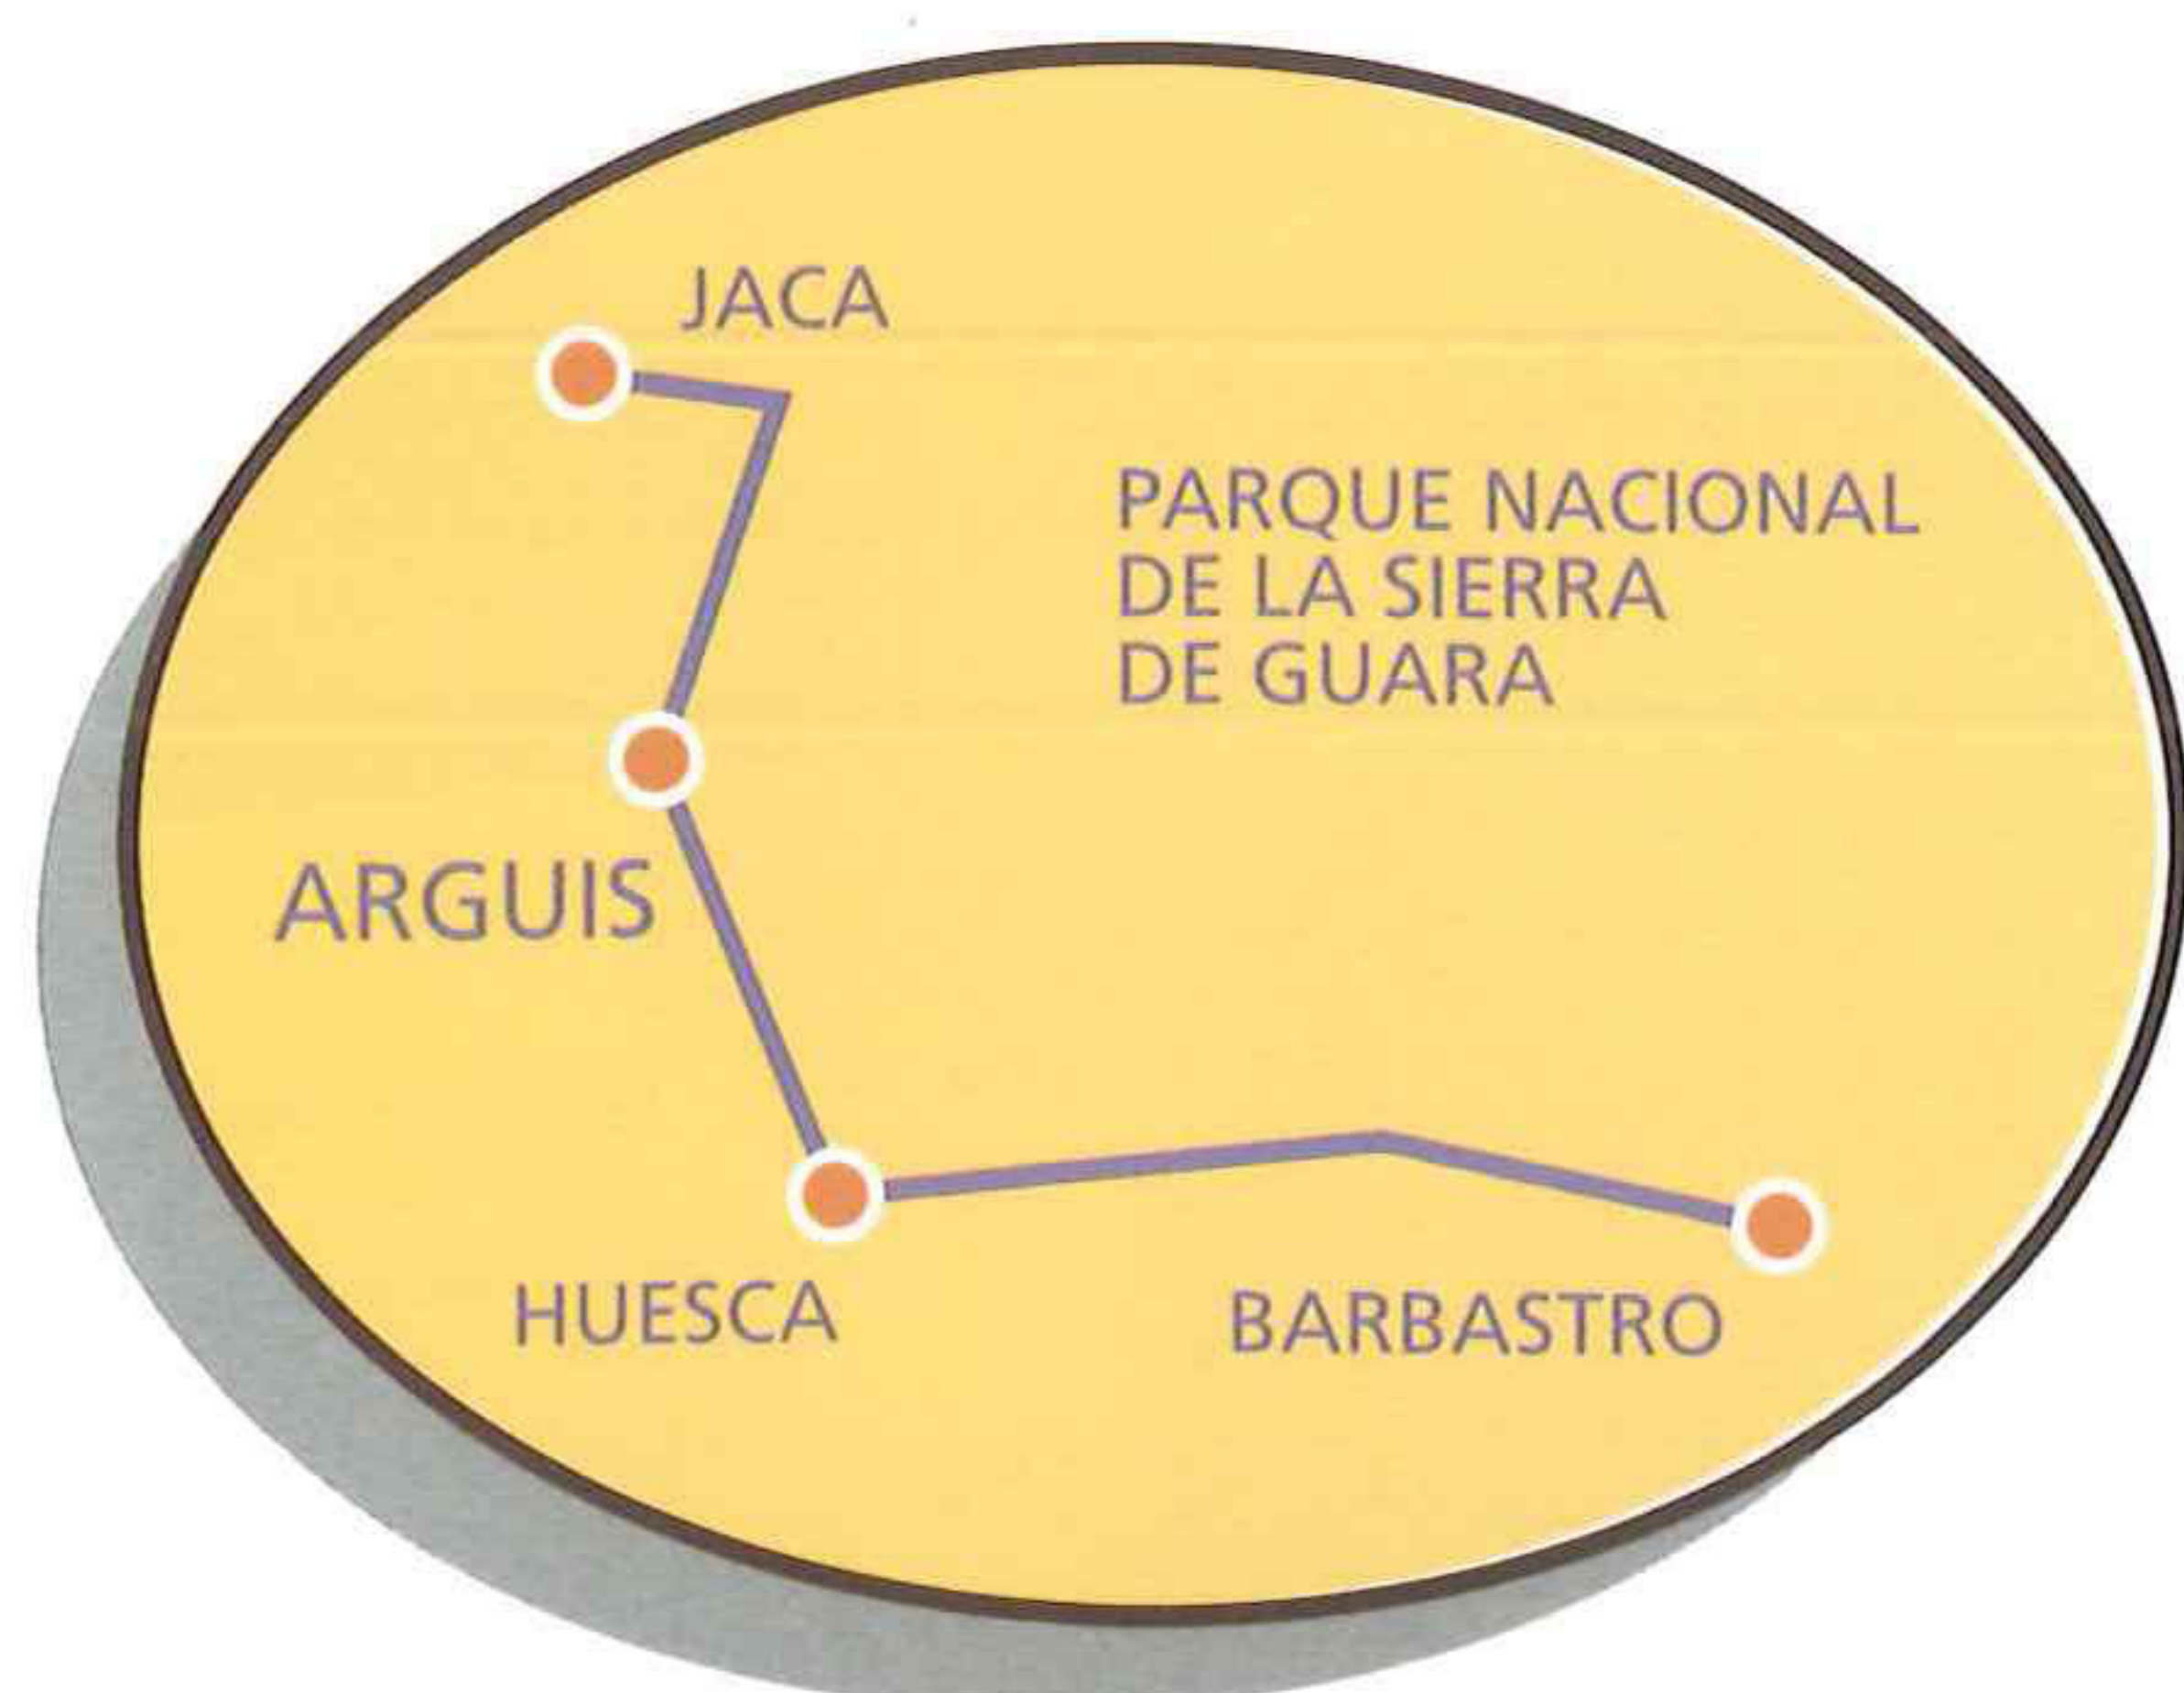 JACA
PARQUE NACIONAL
DE LA SIERRA
DE GUARA
ARGUIS
HUESCA
BARBASTRO